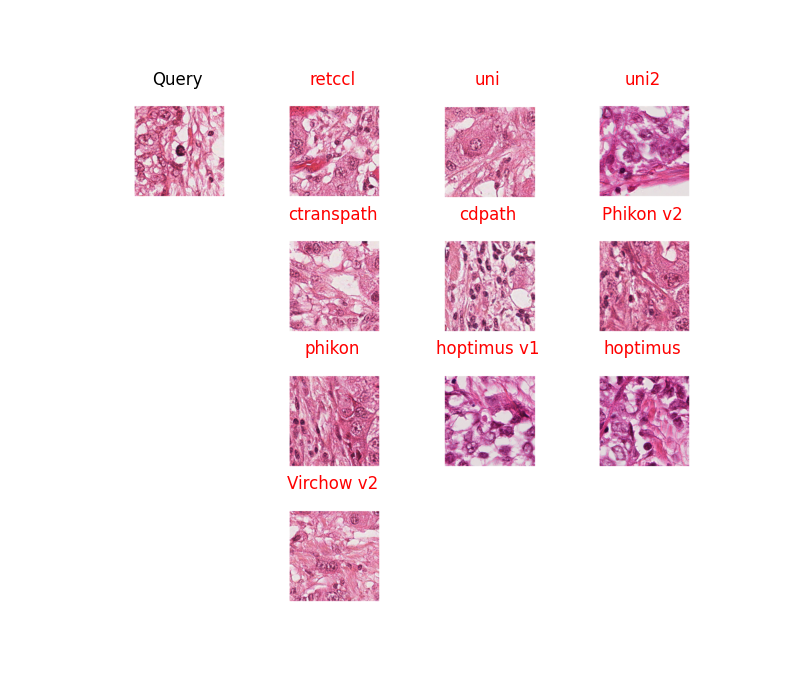 Query retccl uni uni2
ctranspath cdpath Phikon v2
phikon hoptimus v1 hoptimus
Virchow v2